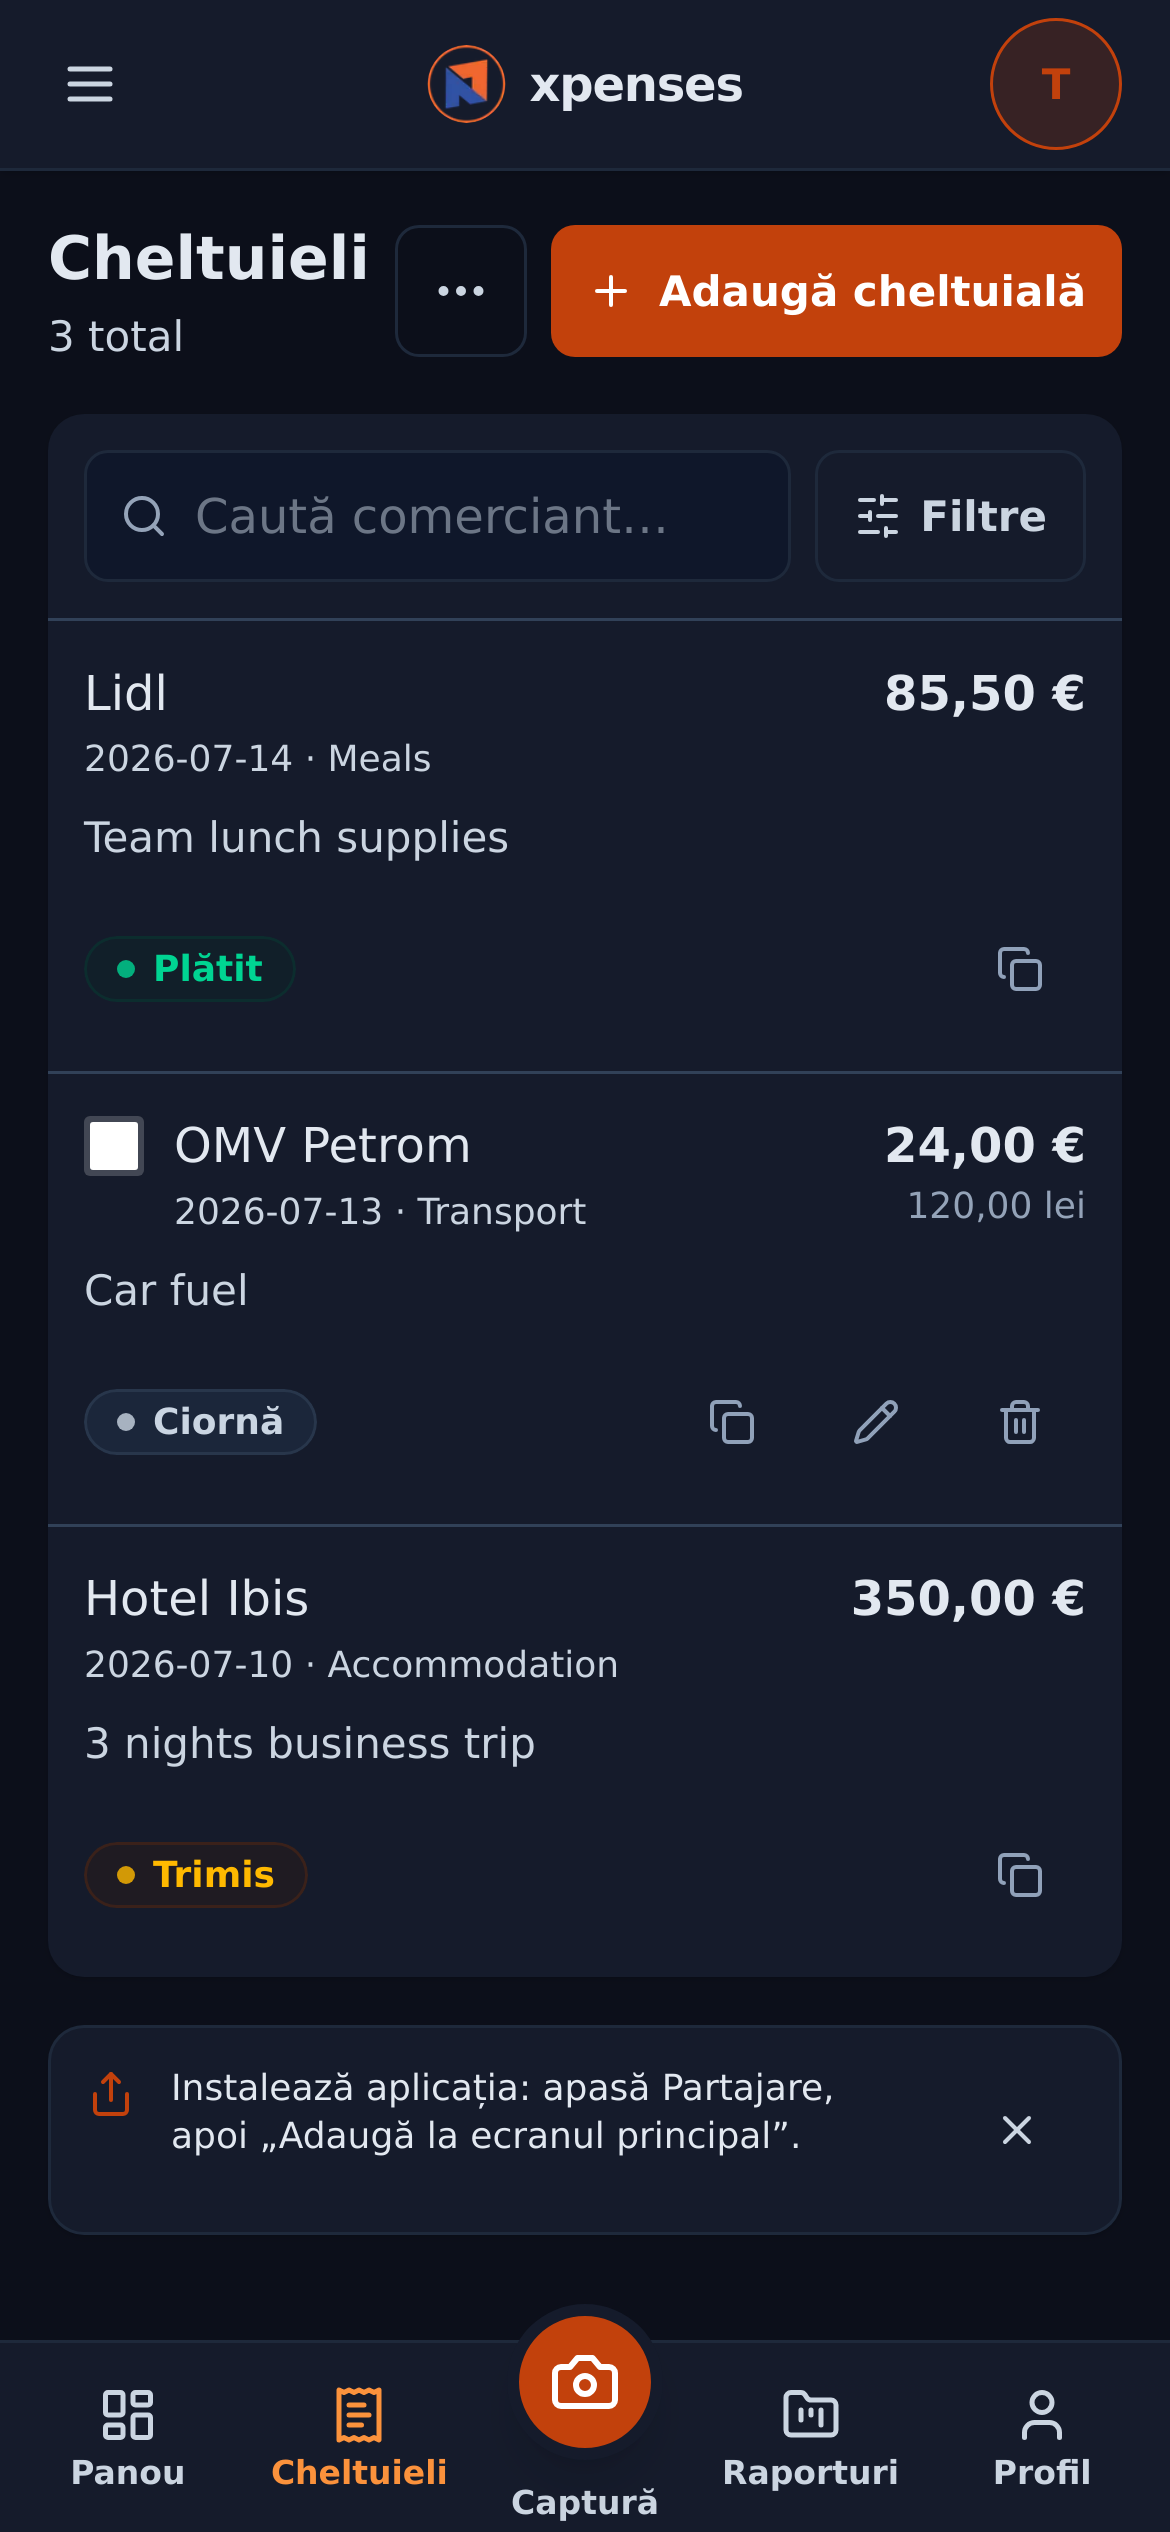 xpenses
T
Cheltuieli
3 total
Adaugă cheltuială
Caută comerciant...
Filtre
Lidl
85,50 €
2026-07-14 · Meals
Team lunch supplies
Plătit
OMV Petrom
24,00 €
2026-07-13 · Transport
120,00 lei
Car fuel
Ciornă
Hotel Ibis
350,00 €
2026-07-10 · Accommodation
3 nights business trip
Trimis
Instalează aplicația: apasă Partajare,
apoi „Adaugă la ecranul principal”.
Panou
Cheltuieli
Captură
Raporturi
Profil